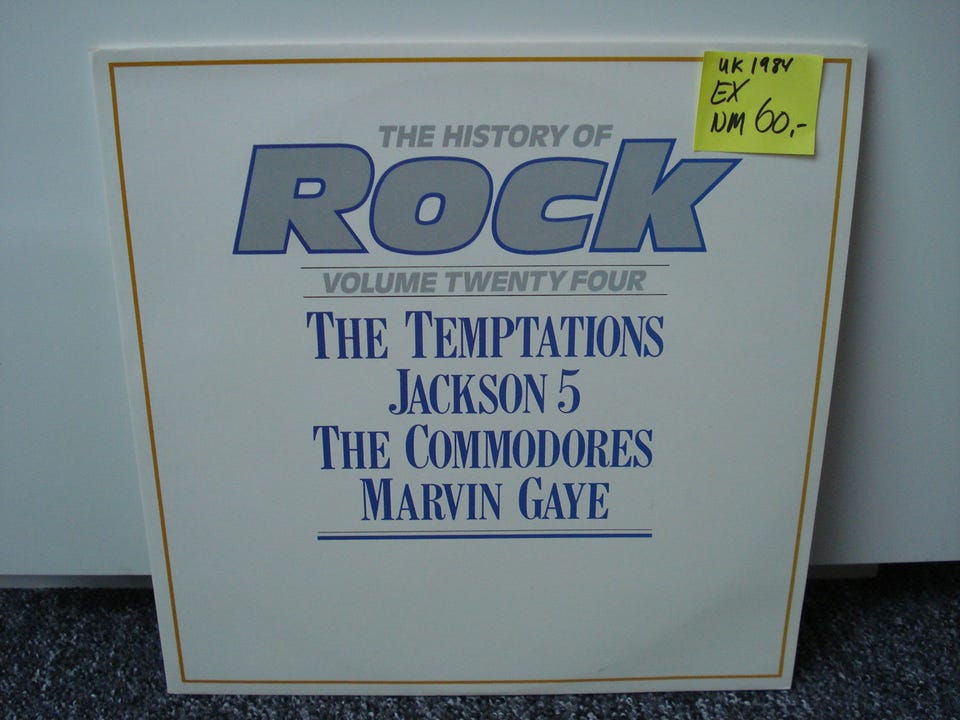 UK 1984
EX
NM 60,-
THE HISTORY OF
ROCK
VOLUME TWENTY FOUR
THE TEMPTATIONS
JACKSON 5
THE COMMODORES
MARVIN GAYE